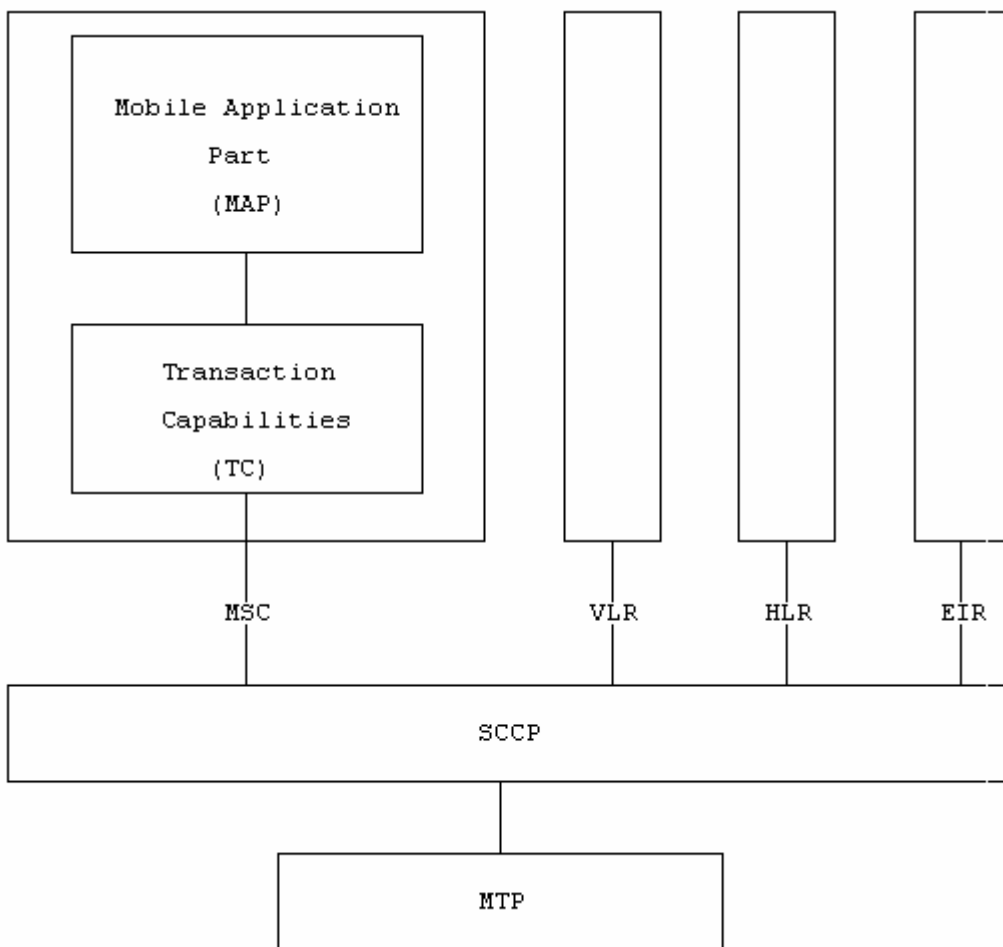 Mobile Application
Part
(MAP)
Transaction
Capabilities
(TC)
MSC VLR HLR EIR
SCCP
MTP